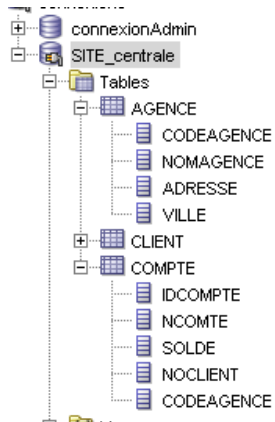 connexionAdmin
SITE_centrale
Tables
AGENCE
CODEAGENCE
NOMAGENCE
ADRESSE
VILLE
CLIENT
COMPTE
IDCOMPTE
NCOMTE
SOLDE
NOCLIENT
CODEAGENCE